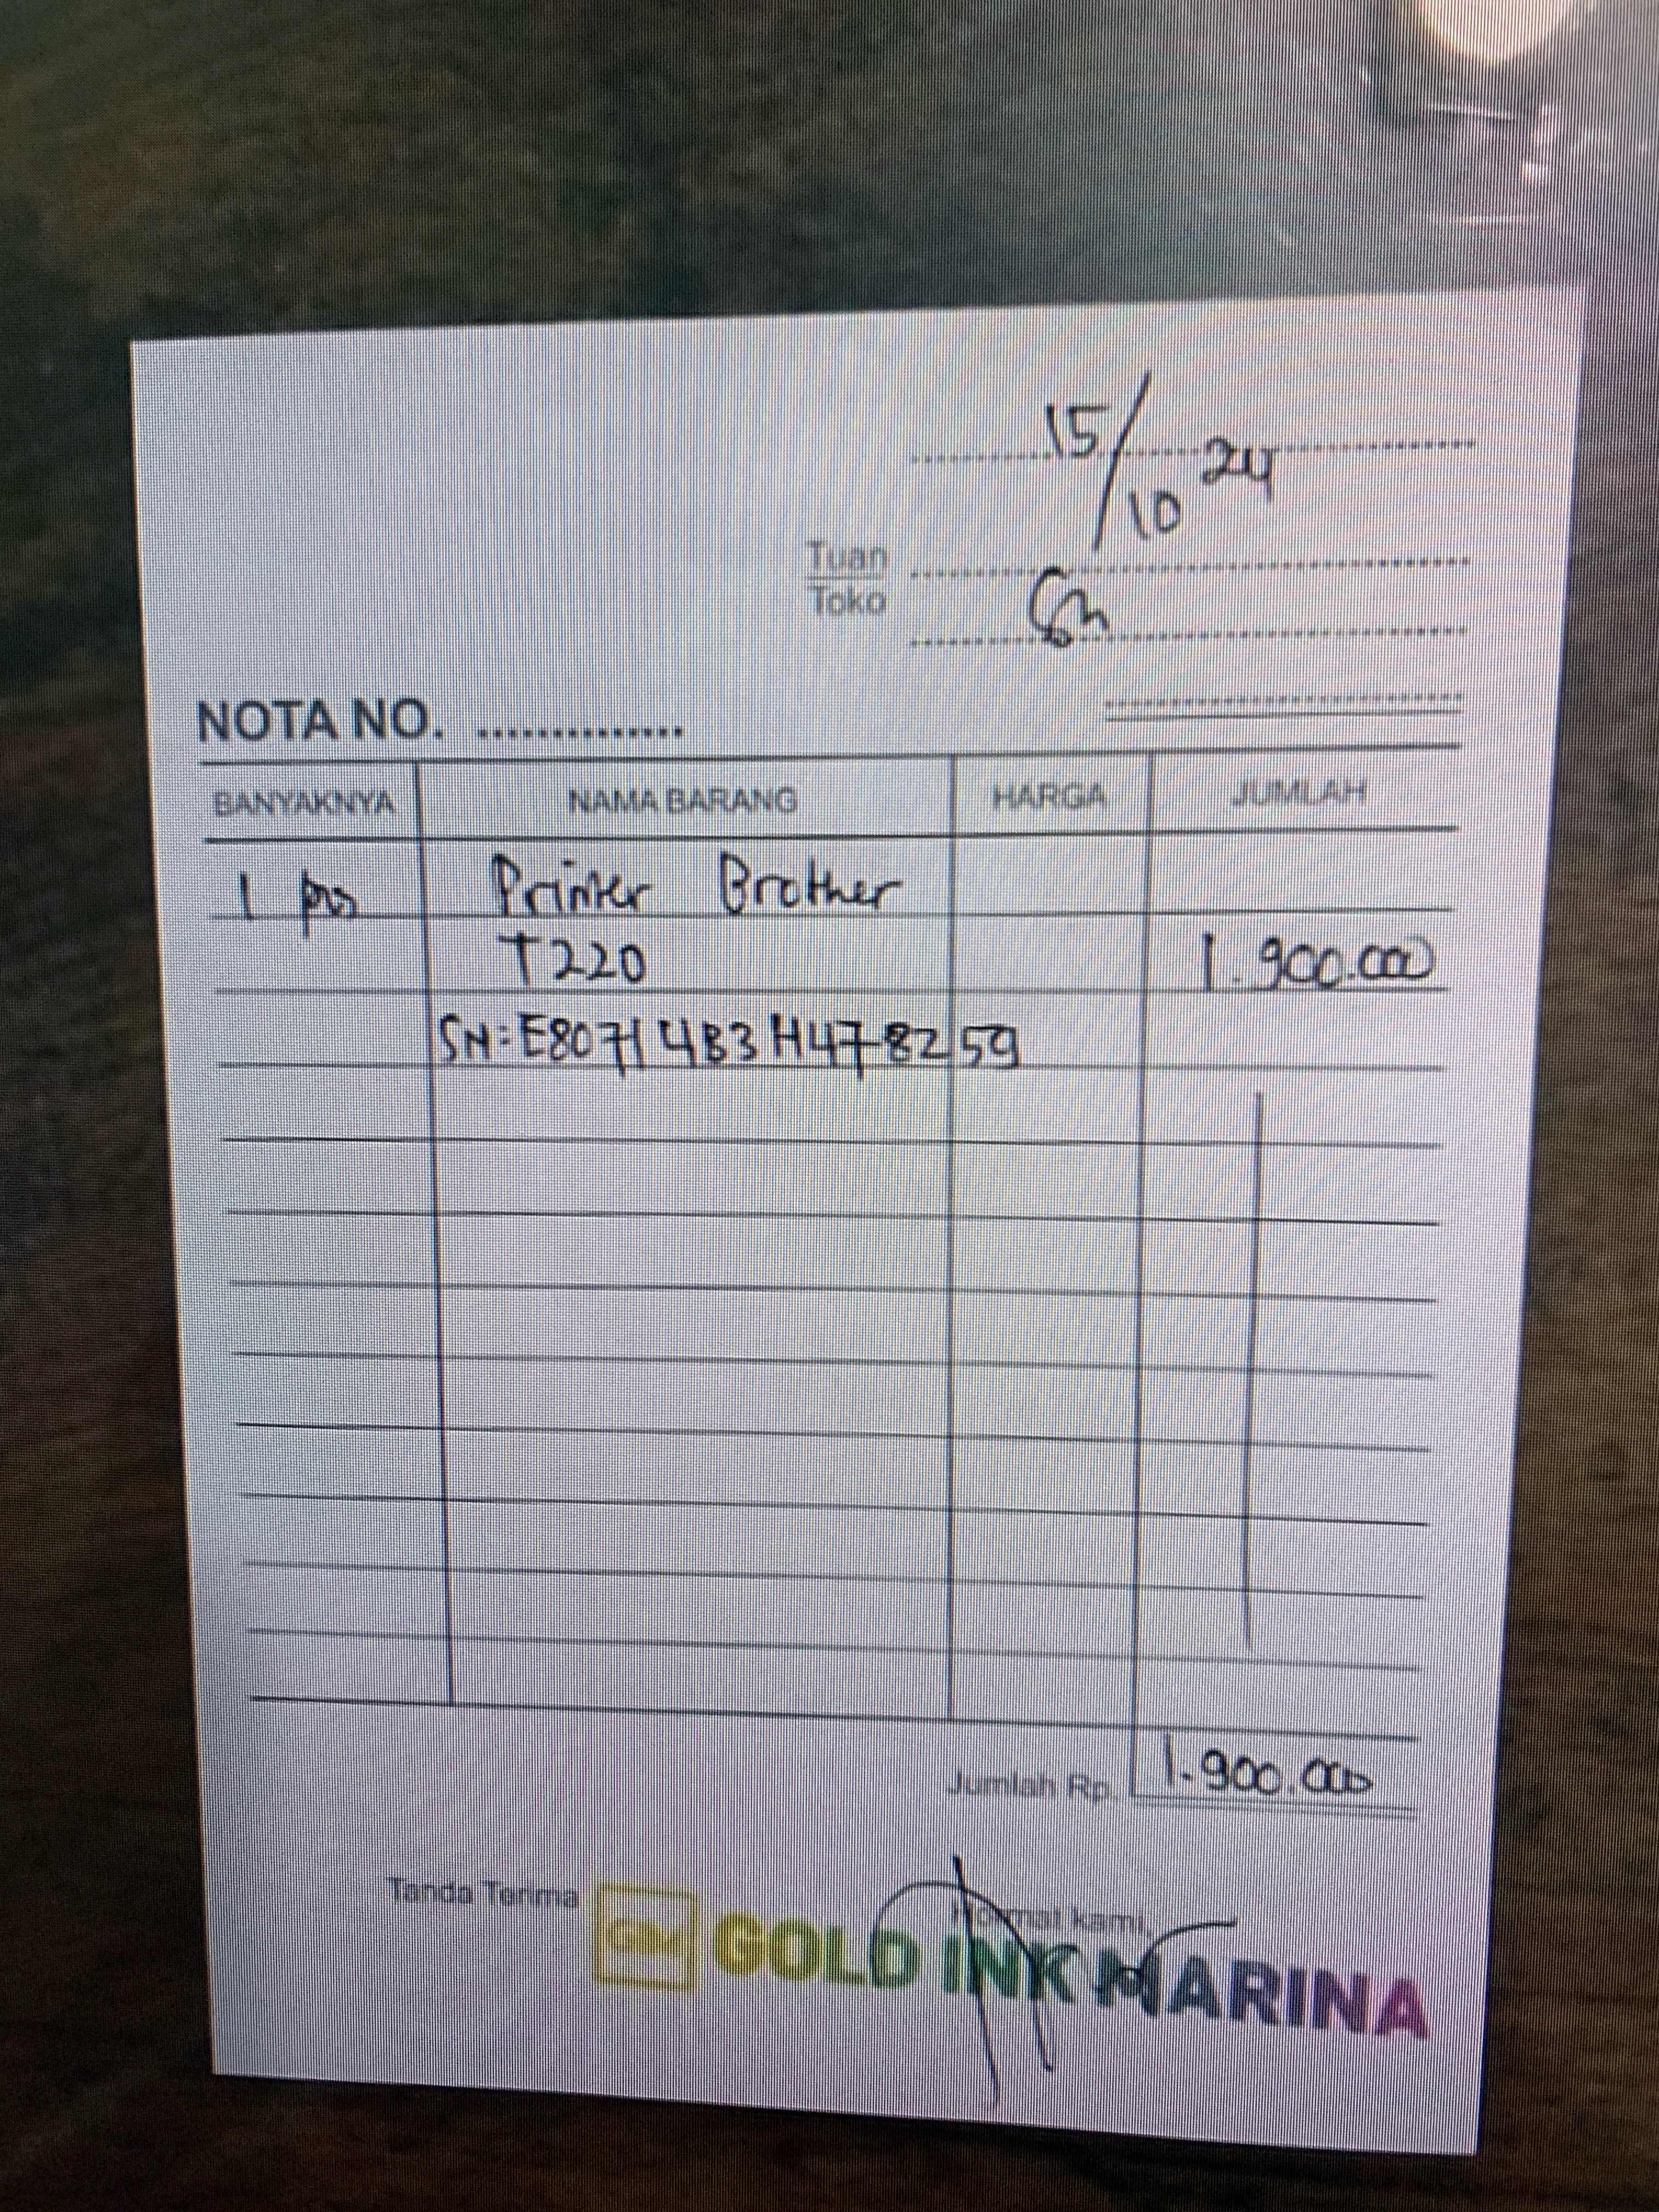 15/10 24
Tuan
Toko
NOTA NO. ...............
BANYAKNYA NAMA BARANG HARGA JUMLAH
1 pcs Printer Brother
T220 1.900.000
SN:E80714B3H478259
Jumlah Rp. 1.900.000
Tanda Terima Hormat kami,
GOLD INK MARINA